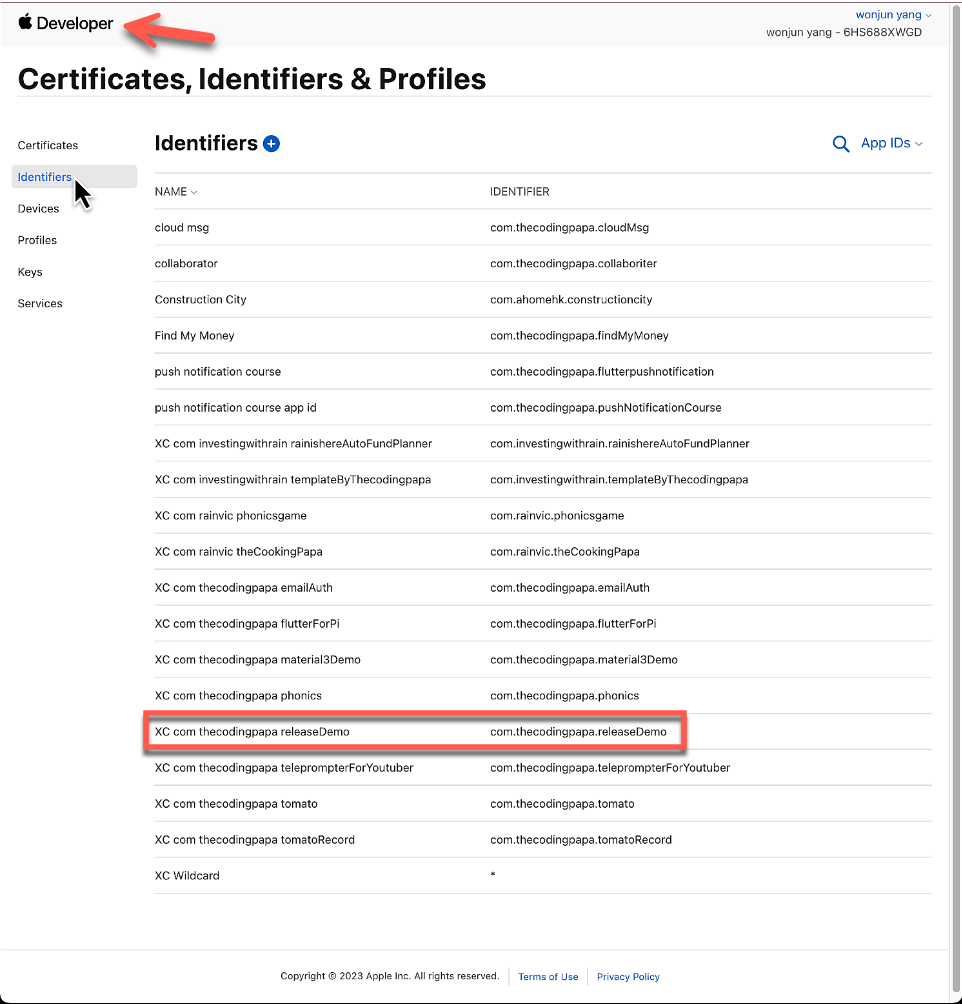 Developer
wonjun yang
wonjun yang - 6HS688XWGD
Certificates, Identifiers & Profiles
Certificates
Identifiers
Devices
Profiles
Keys
Services
Identifiers
App IDs
NAME IDENTIFIER
cloud msg com.thecodingpapa.cloudMsg
collaborator com.thecodingpapa.collaboriter
Construction City com.ahomehk.constructioncity
Find My Money com.thecodingpapa.findMyMoney
push notification course com.thecodingpapa.flutterpushnotification
push notification course app id com.thecodingpapa.pushNotificationCourse
XC com investingwithrain rainishereAutoFundPlanner com.investingwithrain.rainishereAutoFundPlanner
XC com investingwithrain templateByThecodingpapa com.investingwithrain.templateByThecodingpapa
XC com rainvic phonicsgame com.rainvic.phonicsgame
XC com rainvic theCookingPapa com.rainvic.theCookingPapa
XC com thecodingpapa emailAuth com.thecodingpapa.emailAuth
XC com thecodingpapa flutterForPi com.thecodingpapa.flutterForPi
XC com thecodingpapa material3Demo com.thecodingpapa.material3Demo
XC com thecodingpapa phonics com.thecodingpapa.phonics
XC com thecodingpapa releaseDemo com.thecodingpapa.releaseDemo
XC com thecodingpapa teleprompterForYoutuber com.thecodingpapa.teleprompterForYoutuber
XC com thecodingpapa tomato com.thecodingpapa.tomato
XC com thecodingpapa tomatoRecord com.thecodingpapa.tomatoRecord
XC Wildcard *
Copyright © 2023 Apple Inc. All rights reserved. Terms of Use Privacy Policy